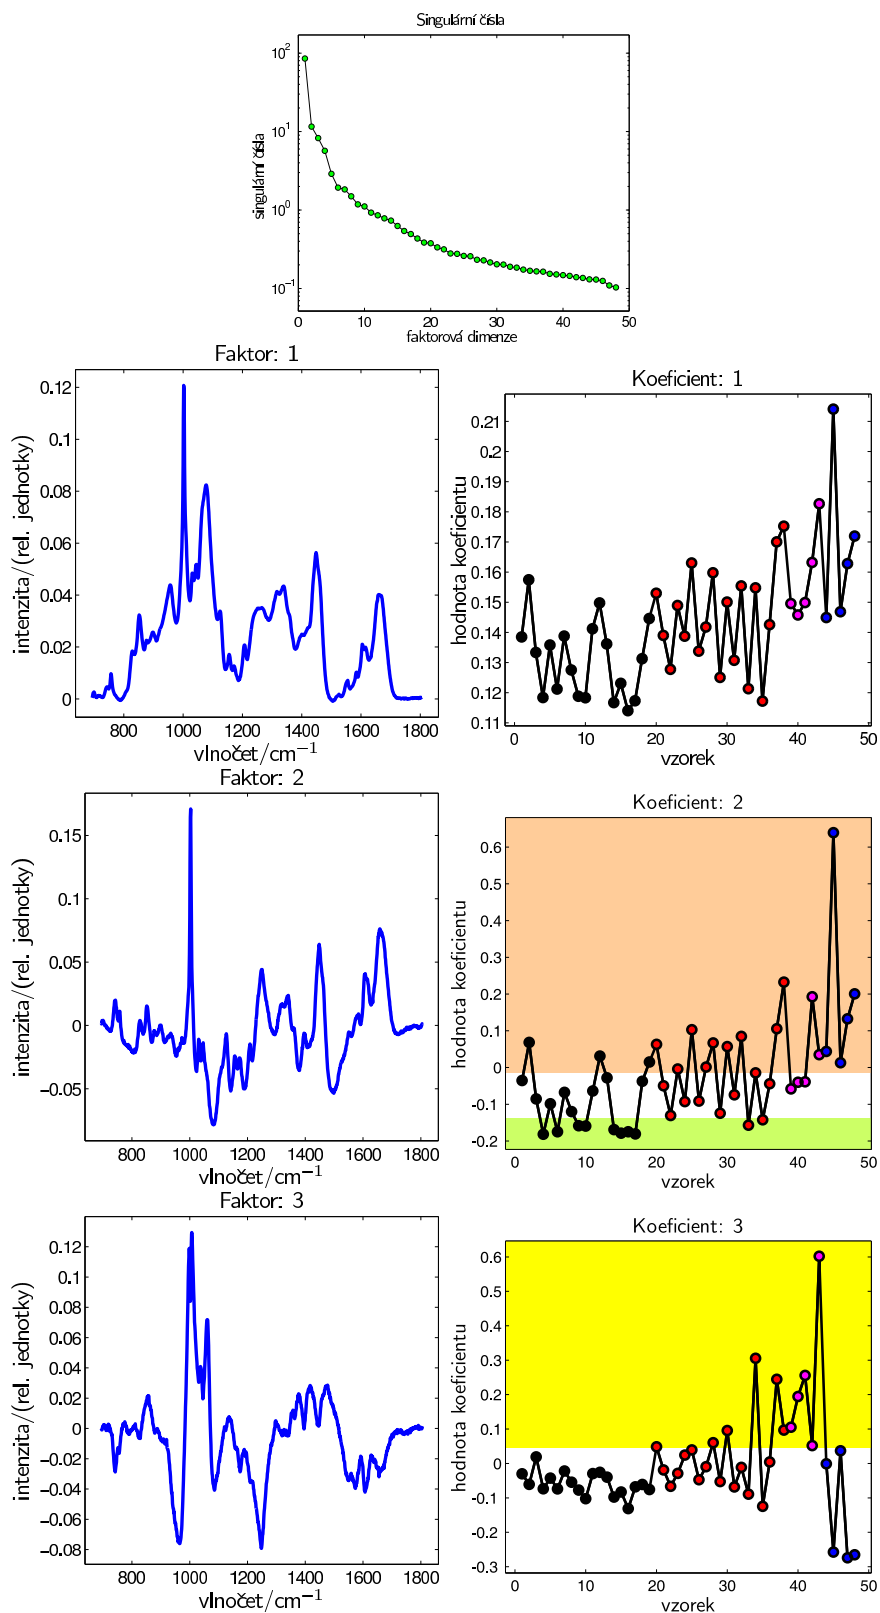 Singulární čísla
10²
10¹
10⁰
10⁻¹
singulární čísla
0 10 20 30 40 50
faktorová dimenze
Faktor: 1
0.12
0.1
0.08
0.06
0.04
0.02
0
intenzita/(rel. jednotky)
800 1000 1200 1400 1600 1800
vlnočet/cm⁻¹
Koeficient: 1
0.21
0.2
0.19
0.18
0.17
0.16
0.15
0.14
0.13
0.12
0.11
hodnota koeficientu
0 10 20 30 40 50
vzorek
Faktor: 2
0.15
0.1
0.05
0
−0.05
intenzita/(rel. jednotky)
800 1000 1200 1400 1600 1800
vlnočet/cm⁻¹
Koeficient: 2
0.6
0.5
0.4
0.3
0.2
0.1
0
-0.1
-0.2
hodnota koeficientu
0 10 20 30 40 50
vzorek
Faktor: 3
0.12
0.1
0.08
0.06
0.04
0.02
0
−0.02
−0.04
−0.06
−0.08
intenzita/(rel. jednotky)
800 1000 1200 1400 1600 1800
vlnočet/cm⁻¹
Koeficient: 3
0.6
0.5
0.4
0.3
0.2
0.1
0
-0.1
-0.2
-0.3
hodnota koeficientu
0 10 20 30 40 50
vzorek